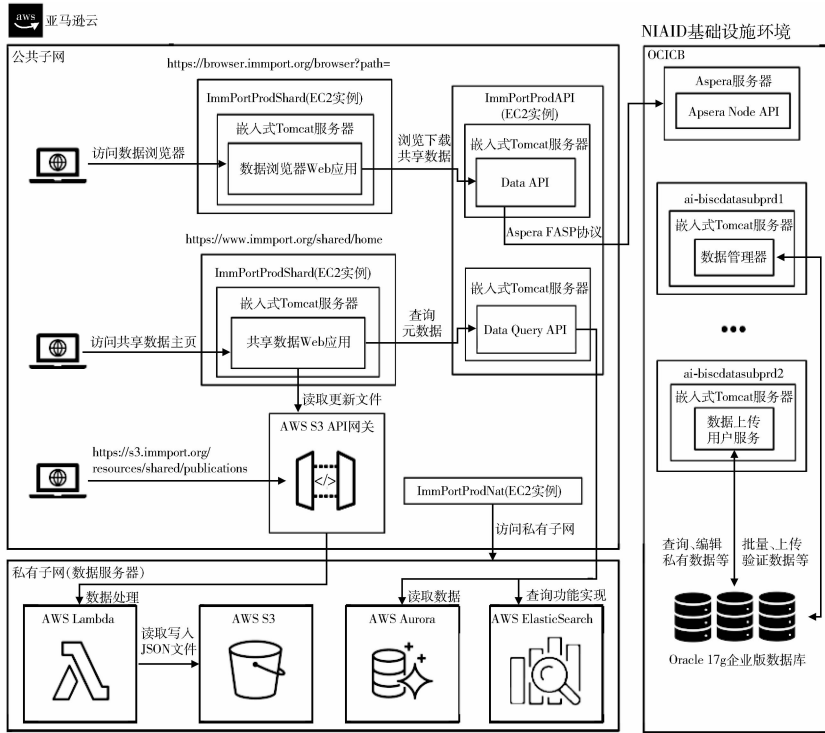 aws
亚马逊云
公共子网
https://browser.immport.org/browser?path=
ImmPortProdShard(EC2实例)
嵌入式Tomcat服务器
数据浏览器Web应用
访问数据浏览器
浏览下载
共享数据
ImmPortProdAPI
(EC2实例)
嵌入式Tomcat服务器
Data API
Aspera FASP协议
https://www.immport.org/shared/home
ImmPortProdShard(EC2实例)
嵌入式Tomcat服务器
共享数据Web应用
访问共享数据主页
查询
元数据
嵌入式Tomcat服务器
Data Query API
读取更新文件
AWS S3 API网关
</>
https://s3.immport.org/
resources/shared/publications
ImmPortProdNat(EC2实例)
访问私有子网
私有子网(数据服务器)
数据处理
AWS Lambda
读取写入
JSON文件
AWS S3
读取数据
AWS Aurora
查询功能实现
AWS ElasticSearch
NIAID基础设施环境
OCICB
Aspera服务器
Apsera Node API
ai-biscdatasubprd1
嵌入式Tomcat服务器
数据管理器
•••
ai-biscdatasubprd2
嵌入式Tomcat服务器
数据上传
用户服务
查询、编辑
私有数据等
批量、上传
验证数据等
Oracle 17g企业版数据库